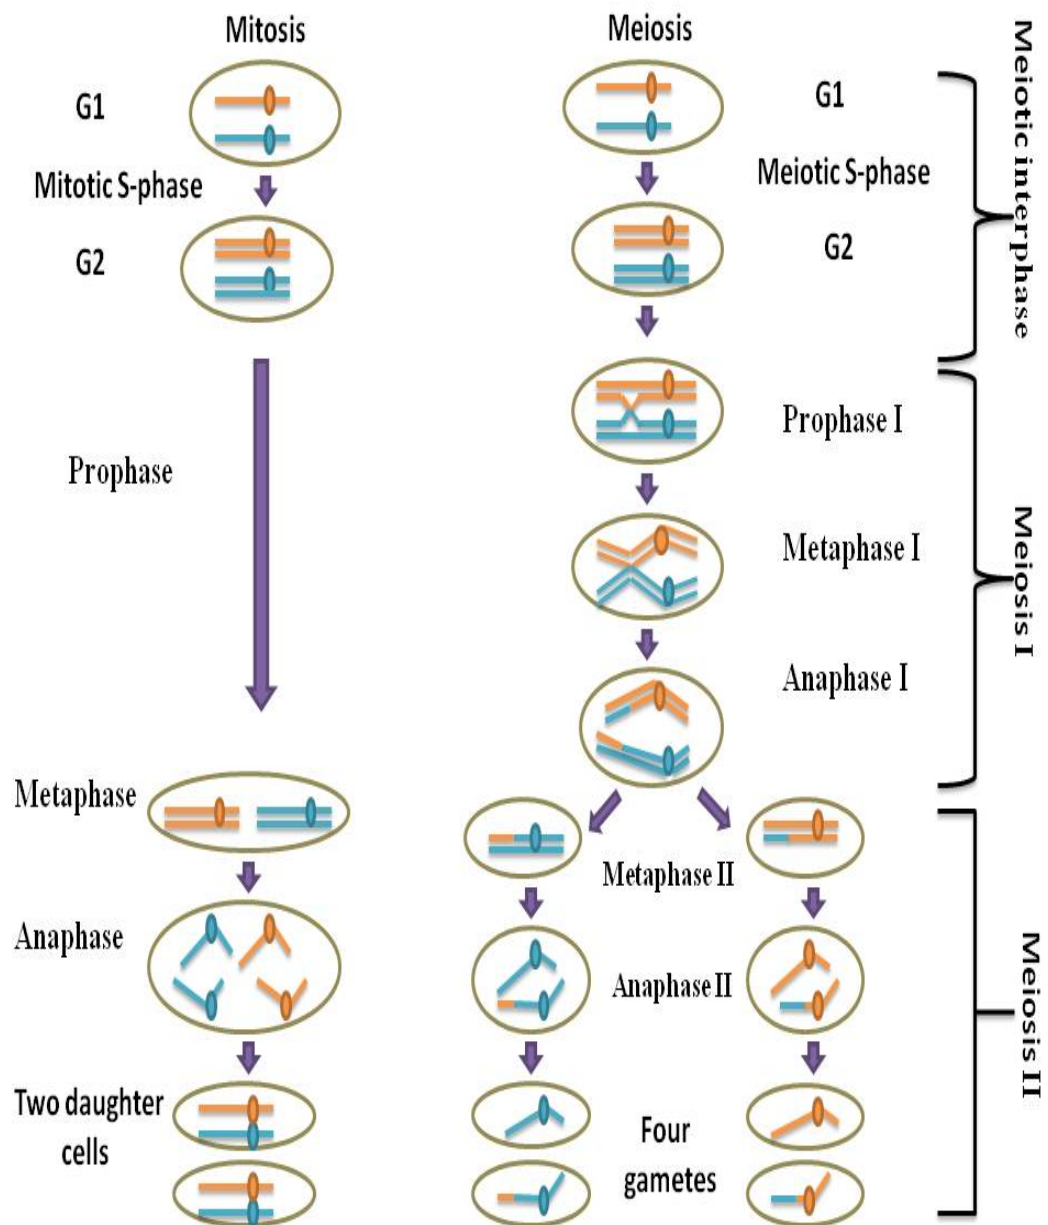 Mitosis
G1
Mitotic S-phase
G2
Prophase
Metaphase
Anaphase
Two daughter
cells
Meiosis
G1
Meiotic S-phase
G2
Prophase I
Metaphase I
Anaphase I
Metaphase II
Anaphase II
Four
gametes
Meiotic interphase
Meiosis I
Meiosis II